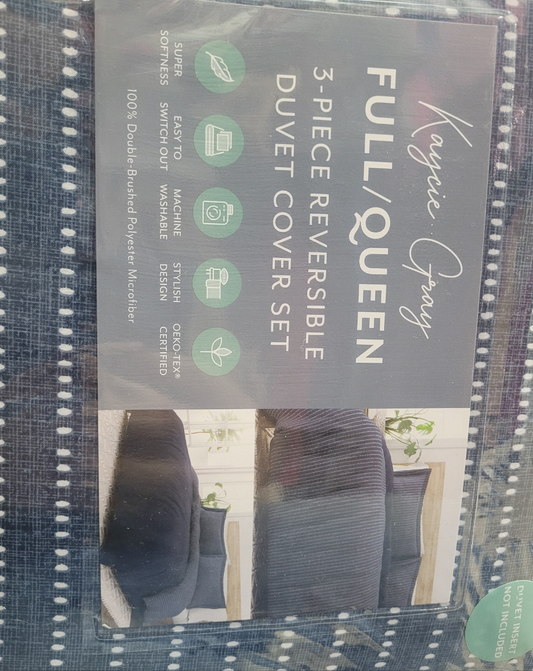 Kaycie Gray
FULL/QUEEN
3-PIECE REVERSIBLE
DUVET COVER SET
SUPER
SOFTNESS
EASY TO
SWITCH OUT
MACHINE
WASHABLE
STYLISH
DESIGN
OEKO-TEX®
CERTIFIED
100% Double-Brushed Polyester Microfiber
DUVET INSERT
NOT INCLUDED